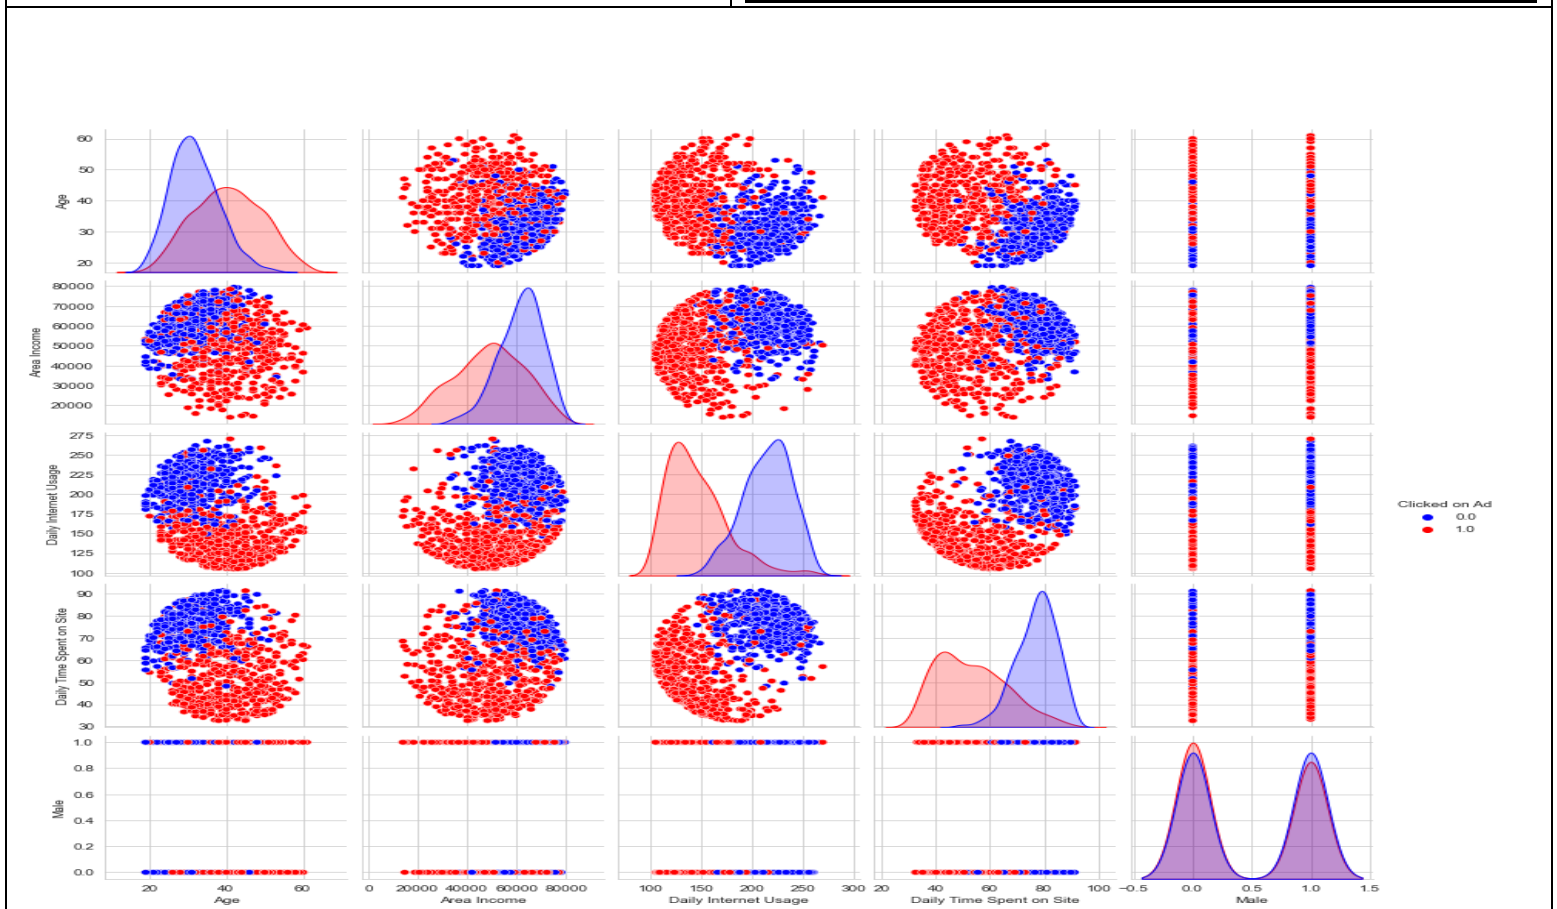 60
50
40
30
20
Age
80000
70000
60000
50000
40000
30000
20000
Area Income
275
250
225
200
175
150
125
100
Daily Internet Usage
90
80
70
60
50
40
30
Daily Time Spent on Site
1.0
0.8
0.6
0.4
0.2
0.0
Male
20 40 60
Age
0 20000 40000 60000 80000
Area Income
100 150 200 250 300
Daily Internet Usage
20 40 60 80 100
Daily Time Spent on Site
−0.5 0.0 0.5 1.0 1.5
Male
Clicked on Ad
0.0
1.0